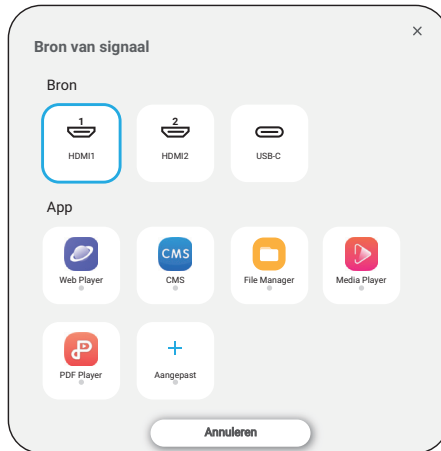 Bron van signaal
Bron
1 2
HDMI1 HDMI2 USB-C
App
CMS
Web Player CMS File Manager Media Player
PDF Player Aangepast
Annuleren